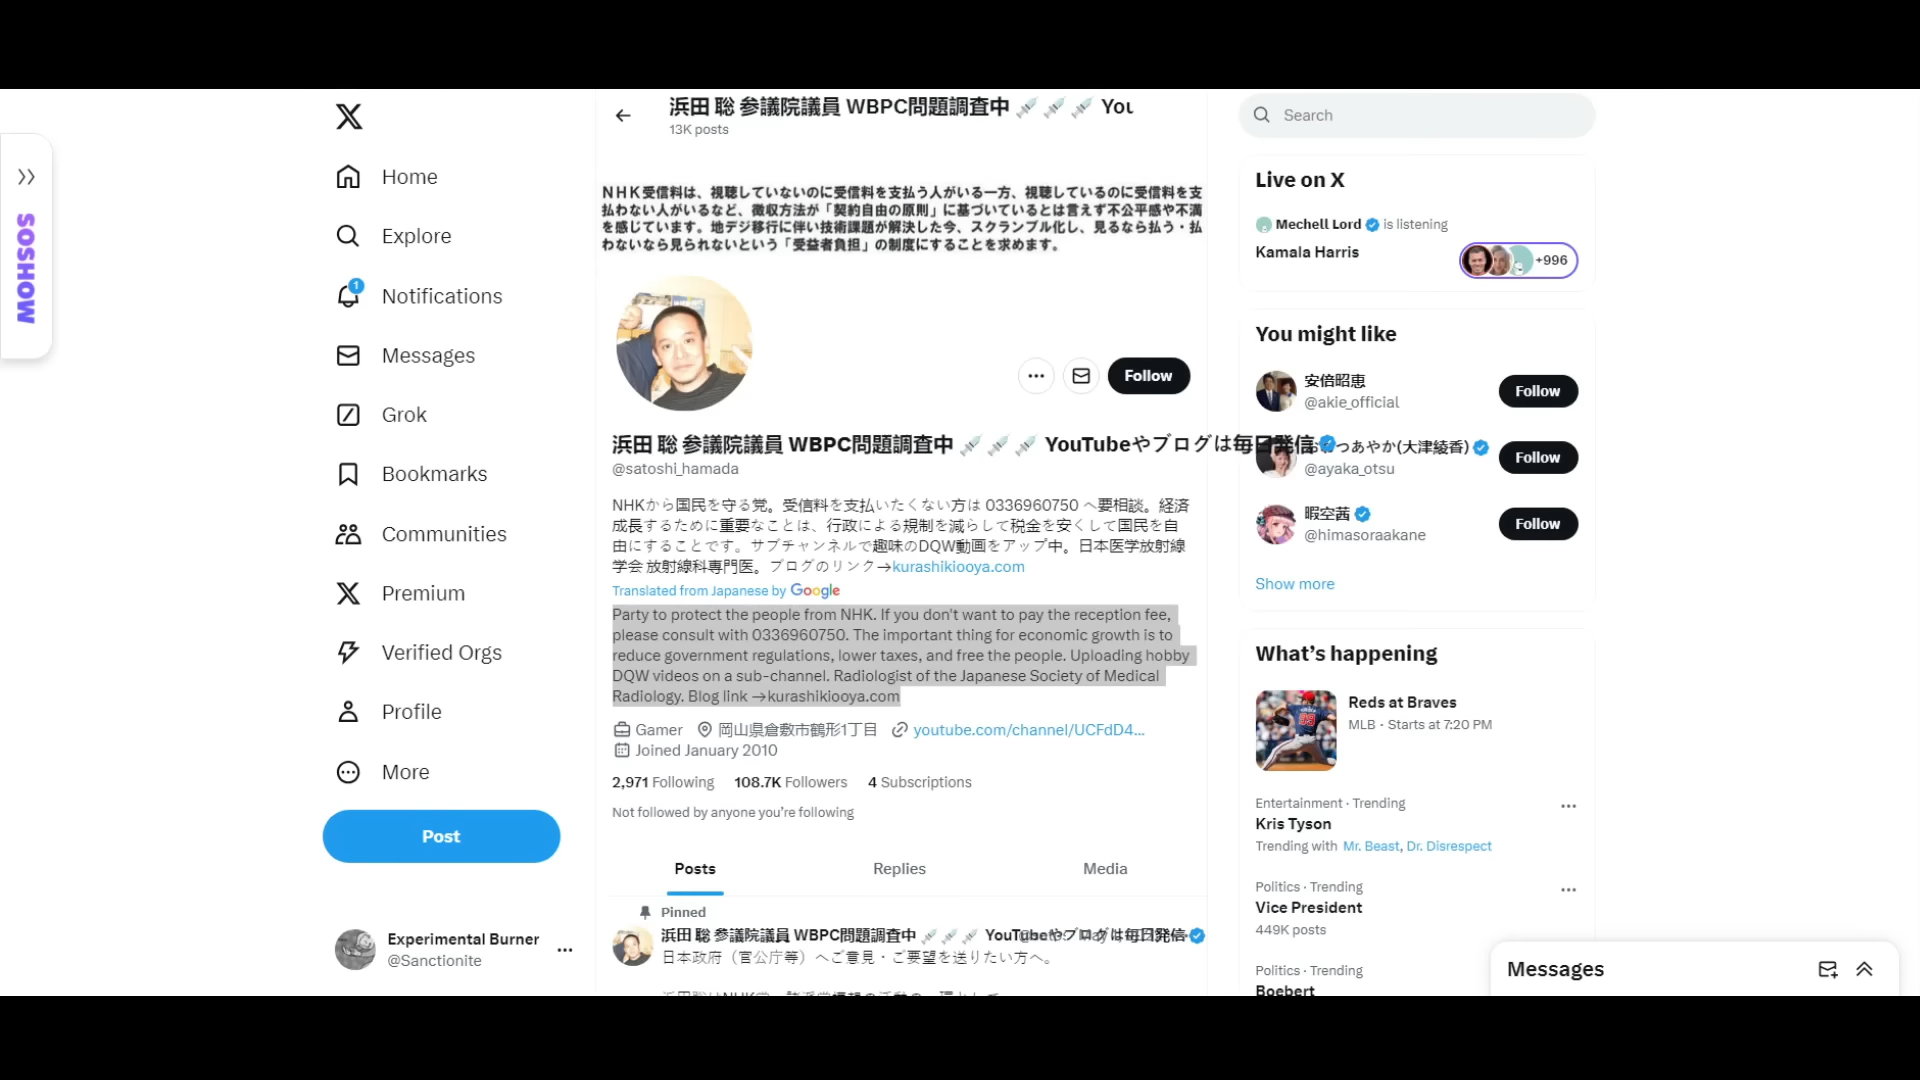 浜田 聡 参議院議員 WBPC問題調査中 💉💉💉 You
13K posts
SOSHOW
Home
Explore
1
Notifications
Messages
Grok
Bookmarks
Communities
Premium
Verified Orgs
Profile
More
Post
Experimental Burner
@Sanctionite
NHK受信料は、視聴していないのに受信料を支払う人がいる一方、視聴しているのに受信料を支
払わない人がいるなど、徴収方法が「契約自由の原則」に基づいているとは言えず不公平感や不満
を感じています。地デジ移行に伴い技術課題が解決した今、スクランブル化し、見るなら払う・払
わないなら見られないという「受益者負担」の制度にすることを求めます。
Follow
浜田 聡 参議院議員 WBPC問題調査中 💉💉💉 YouTubeやブログは毎日発信
@satoshi_hamada
NHKから国民を守る党。受信料を支払いたくない方は 0336960750 へ要相談。経済
成長するために重要なことは、行政による規制を減らして税金を安くして国民を自
由にすることです。サブチャンネルで趣味のDQW動画をアップ中。日本医学放射線
学会 放射線科専門医。ブログのリンク→kurashikiooya.com
Translated from Japanese by Google
Party to protect the people from NHK. If you don't want to pay the reception fee,
please consult with 0336960750. The important thing for economic growth is to
reduce government regulations, lower taxes, and free the people. Uploading hobby
DQW videos on a sub-channel. Radiologist of the Japanese Society of Medical
Radiology. Blog link →kurashikiooya.com
Gamer 岡山県倉敷市鶴形1丁目 youtube.com/channel/UCFdD4...
Joined January 2010
2,971 Following 108.7K Followers 4 Subscriptions
Not followed by anyone you're following
Posts Replies Media
Pinned
浜田 聡 参議院議員 WBPC問題調査中 💉💉💉 YouTubeやブログは毎日発信
日本政府（官公庁等）へご意見・ご要望を送りたい方へ。
Search
Live on X
Mechell Lord is listening
Kamala Harris
+996
You might like
安倍昭恵
@akie_official
Follow
つあやか(大津綾香)
@ayaka_otsu
Follow
暇空茜
@himasoraakane
Follow
Show more
What's happening
Reds at Braves
MLB · Starts at 7:20 PM
Entertainment · Trending
Kris Tyson
Trending with Mr. Beast, Dr. Disrespect
Politics · Trending
Vice President
449K posts
Politics · Trending
Boebert
Messages